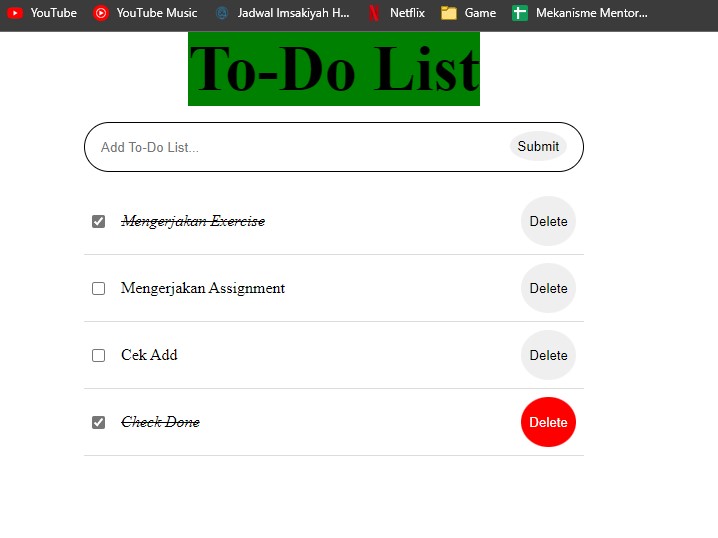 YouTube YouTube Music Jadwal Imsakiyah H... Netflix Game Mekanisme Mentor...
To-Do List
Add To-Do List... Submit
Mengerjakan Exercise Delete
Mengerjakan Assignment Delete
Cek Add Delete
Check Done Delete